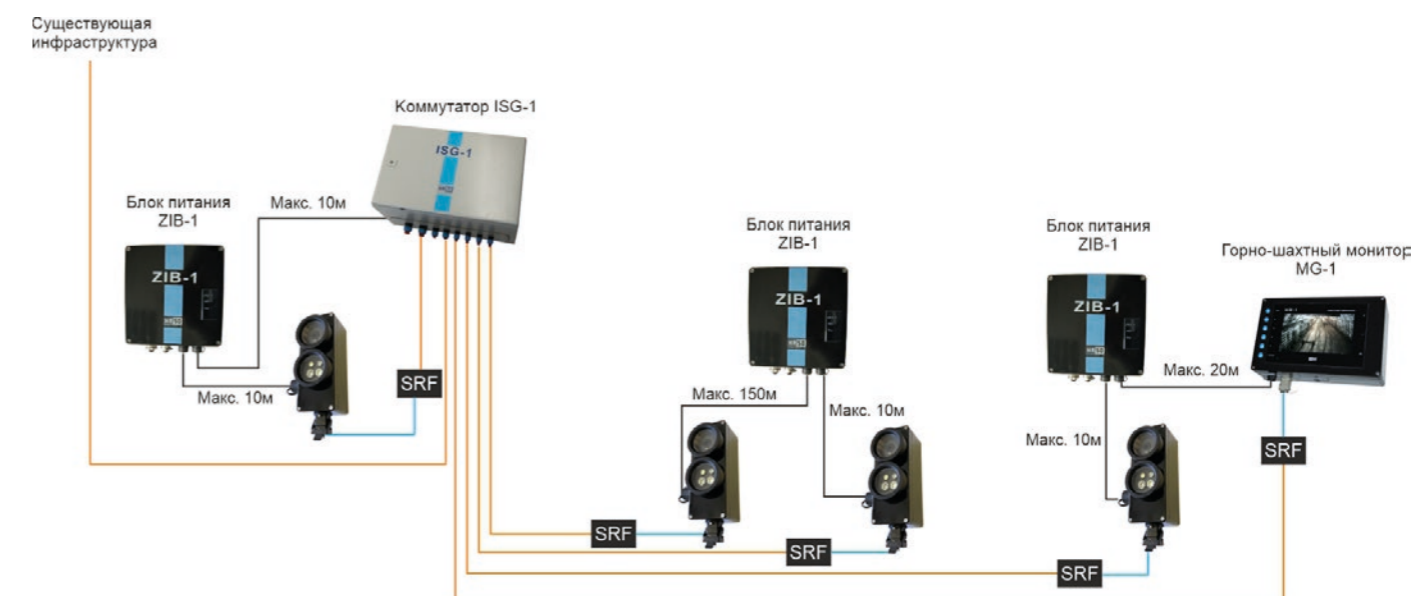 Существующая
инфраструктура
Коммутатор ISG-1
ISG-1
Блок питания
ZIB-1
Макс. 10м
ZIB-1
Макс. 10м
SRF
Блок питания
ZIB-1
ZIB-1
Макс. 150м
Макс. 10м
SRF
SRF
Блок питания
ZIB-1
ZIB-1
Горно-шахтный монитор
MG-1
Макс. 20м
Макс. 10м
SRF
SRF